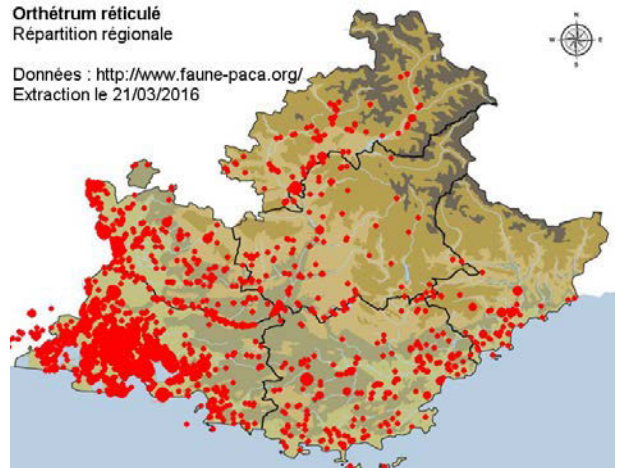 Orthétrum réticulé
Répartition régionale
Données : http://www.faune-paca.org/
Extraction le 21/03/2016
N
W
E
S